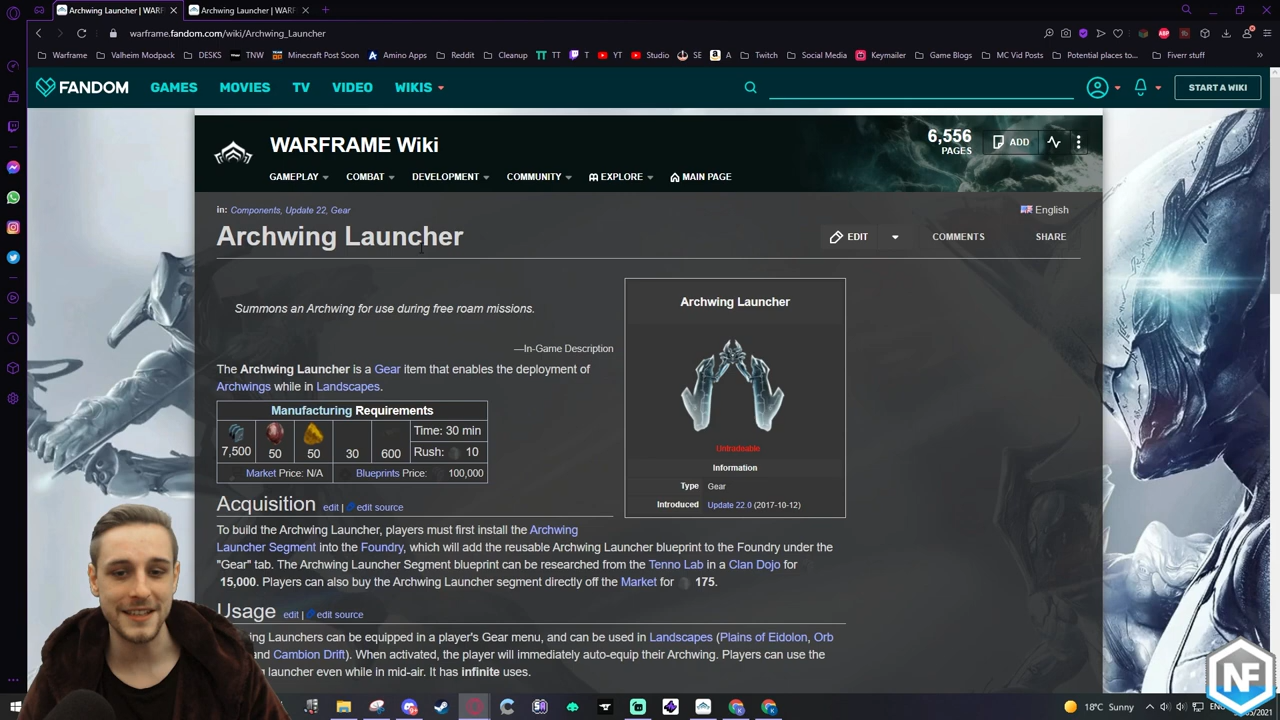 Archwing Launcher | WARF
Archwing Launcher | WARF
warframe.fandom.com/wiki/Archwing_Launcher
Warframe Valheim Modpack DESKS TNW Minecraft Post Soon Amino Apps Reddit Cleanup TT TT T YT Studio SE A Twitch Social Media Keymailer Game Blogs MC Vid Posts Potential places to... Fiverr stuff
FANDOM GAMES MOVIES TV VIDEO WIKIS START A WIKI
WARFRAME Wiki
6,556
PAGES
ADD
GAMEPLAY COMBAT DEVELOPMENT COMMUNITY EXPLORE MAIN PAGE
in: Components, Update 22, Gear
English
Archwing Launcher
EDIT COMMENTS SHARE
Archwing Launcher
Summons an Archwing for use during free roam missions.
—In-Game Description
The Archwing Launcher is a Gear item that enables the deployment of
Archwings while in Landscapes.
Manufacturing Requirements
7,500 50 50 30 600
Time: 30 min
Rush: 10
Market Price: N/A Blueprints Price: 100,000
Untradeable
Information
Type Gear
Introduced Update 22.0 (2017-10-12)
Acquisition edit | edit source
To build the Archwing Launcher, players must first install the Archwing
Launcher Segment into the Foundry, which will add the reusable Archwing Launcher blueprint to the Foundry under the
"Gear" tab. The Archwing Launcher Segment blueprint can be researched from the Tenno Lab in a Clan Dojo for
15,000. Players can also buy the Archwing Launcher segment directly off the Market for 175.
Usage edit | edit source
ing Launchers can be equipped in a player's Gear menu, and can be used in Landscapes (Plains of Eidolon, Orb
and Cambion Drift). When activated, the player will immediately auto-equip their Archwing. Players can use the
launcher even while in mid-air. It has infinite uses.
NF
18°C Sunny
ENG